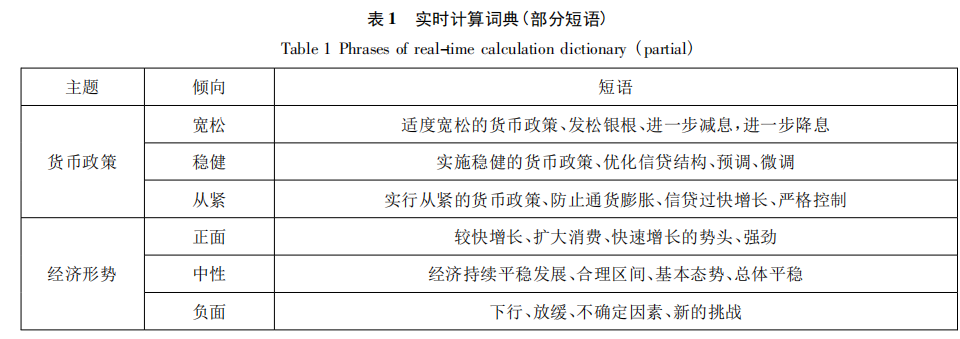 表1 实时计算词典(部分短语)
Table 1 Phrases of real-time calculation dictionary (partial)
主题 倾向 短语
货币政策 宽松 适度宽松的货币政策、发松银根、进一步减息,进一步降息
稳健 实施稳健的货币政策、优化信贷结构、预调、微调
从紧 实行从紧的货币政策、防止通货膨胀、信贷过快增长、严格控制
经济形势 正面 较快增长、扩大消费、快速增长的势头、强劲
中性 经济持续平稳发展、合理区间、基本态势、总体平稳
负面 下行、放缓、不确定因素、新的挑战